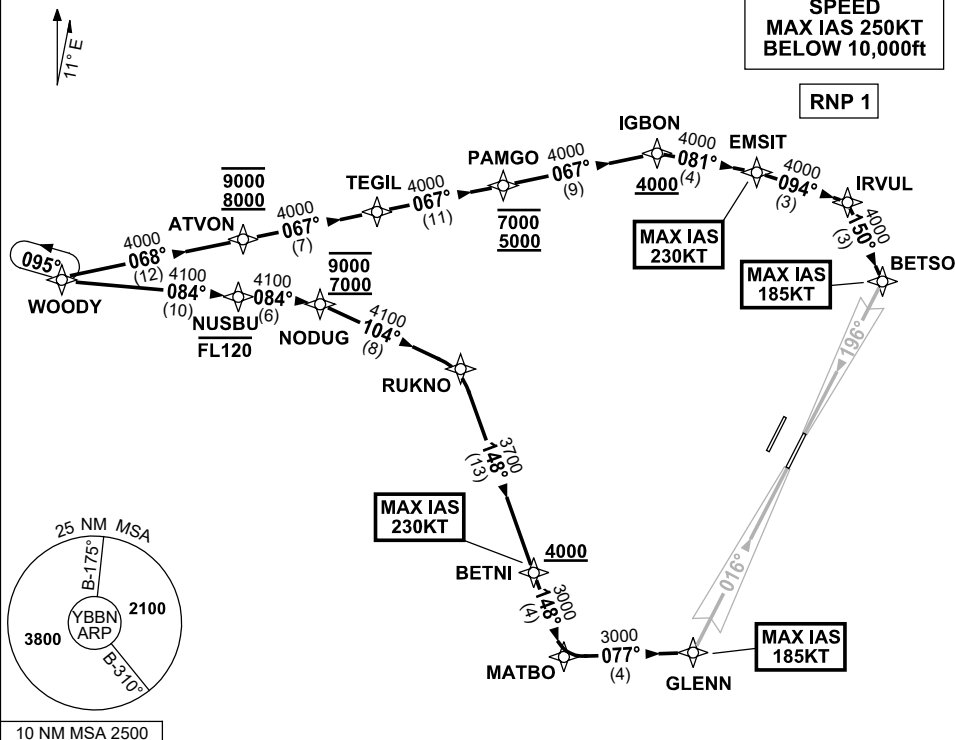 SPEED
MAX IAS 250KT
BELOW 10,000ft
RNP 1
11° E
IGBON
4000
081°
(4)
4000
EMSIT
4000
094°
(3)
IRVUL
4000
150°
(3)
BETSO
PAMGO
4000
067°
(9)
7000
5000
TEGIL
4000
067°
(11)
9000
8000
ATVON
4000
067°
(7)
4000
068°
(12)
095°
WOODY
4100
084°
(10)
NUSBU
FL120
084°
(6)
9000
7000
NODUG
4100
104°
(8)
RUKNO
MAX IAS
230KT
MAX IAS
185KT
196°
3700
148°
(13)
MAX IAS
230KT
BETNI
4000
3000
148°
(4)
MATBO
3000
077°
(4)
GLENN
016°
MAX IAS
185KT
25 NM MSA
B-175°
YBBN
ARP
2100
3800
B-310°
10 NM MSA 2500